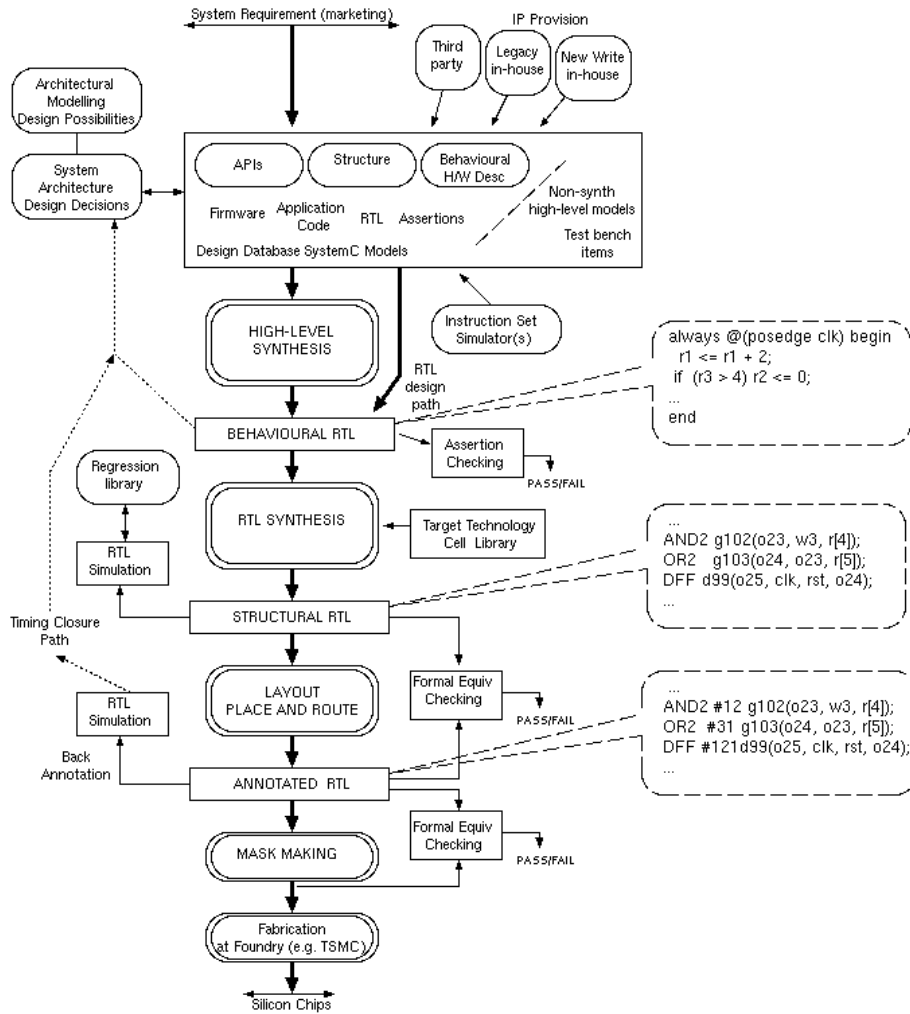 System Requirement (marketing)
IP Provision
Third
party
Legacy
in-house
New Write
in-house
Architectural
Modelling
Design Possibilities
System
Architecture
Design Decisions
APIs
Structure
Behavioural
H/W Desc
Non-synth
high-level models
Firmware
Application
Code
RTL
Assertions
Test bench
items
Design Database SystemC Models
HIGH-LEVEL
SYNTHESIS
Instruction Set
Simulator(s)
RTL
design
path
always @(posedge clk) begin
r1 <= r1 + 2;
if (r3 > 4) r2 <= 0;
...
end
BEHAVIOURAL RTL
Assertion
Checking
PASS/FAIL
Regression
library
RTL SYNTHESIS
Target Technology
Cell Library
RTL
Simulation
...
AND2 g102(o23, w3, r[4]);
OR2 g103(o24, o23, r[5]);
DFF d99(o25, clk, rst, o24);
...
STRUCTURAL RTL
Timing Closure
Path
LAYOUT
PLACE AND ROUTE
Formal Equiv
Checking
PASS/FAIL
RTL
Simulation
Back
Annotation
...
AND2 #12 g102(o23, w3, r[4]);
OR2 #31 g103(o24, o23, r[5]);
DFF #121d99(o25, clk, rst, o24);
...
ANNOTATED RTL
Formal Equiv
Checking
PASS/FAIL
MASK MAKING
Fabrication
at Foundry (e.g. TSMC)
Silicon Chips